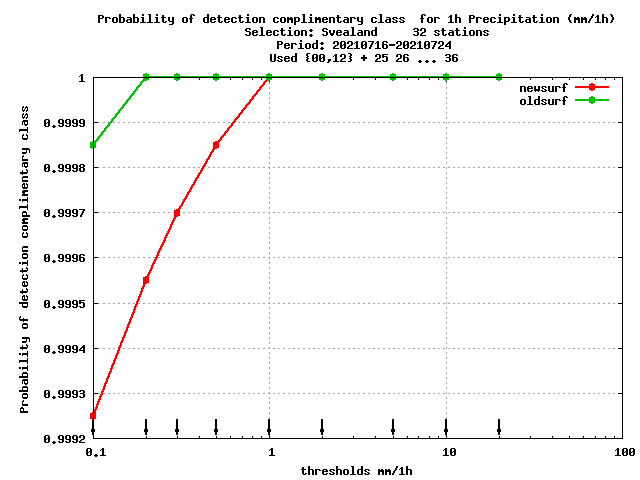 Probability of detection complimentary class  for 1h Precipitation (mm/1h)
Selection: Svealand     32 stations
Period: 20210716-20210724
Used {00,12} + 25 26 ... 36
newsurf
oldsurf
Probability of detection complimentary class
1
0.9999
0.9998
0.9997
0.9996
0.9995
0.9994
0.9993
0.9992
0.1 1 10 100
thresholds mm/1h